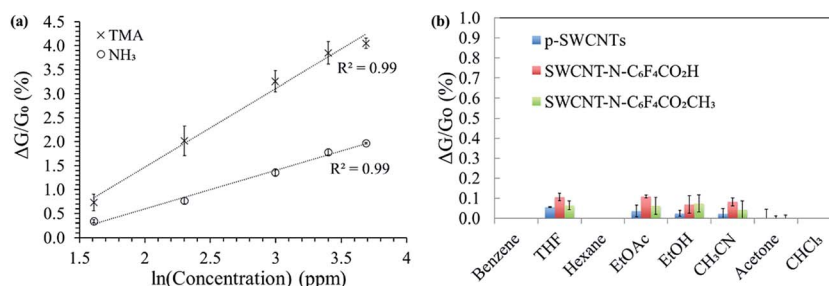 (a)
× TMA
○ NH₃
ΔG/G₀ (%)
4.5
4.0
3.5
3.0
2.5
2.0
1.5
1.0
0.5
0.0
R² = 0.99
R² = 0.99
1.5
2
2.5
3
3.5
4
ln(Concentration) (ppm)
(b)
p-SWCNTs
SWCNT-N-C₆F₄CO₂H
SWCNT-N-C₆F₄CO₂CH₃
ΔG/Go (%)
1.0
0.9
0.8
0.7
0.6
0.5
0.4
0.3
0.2
0.1
0.0
Benzene
THF
Hexane
EtOAc
EtOH
CH₃CN
Acetone
CHCl₃